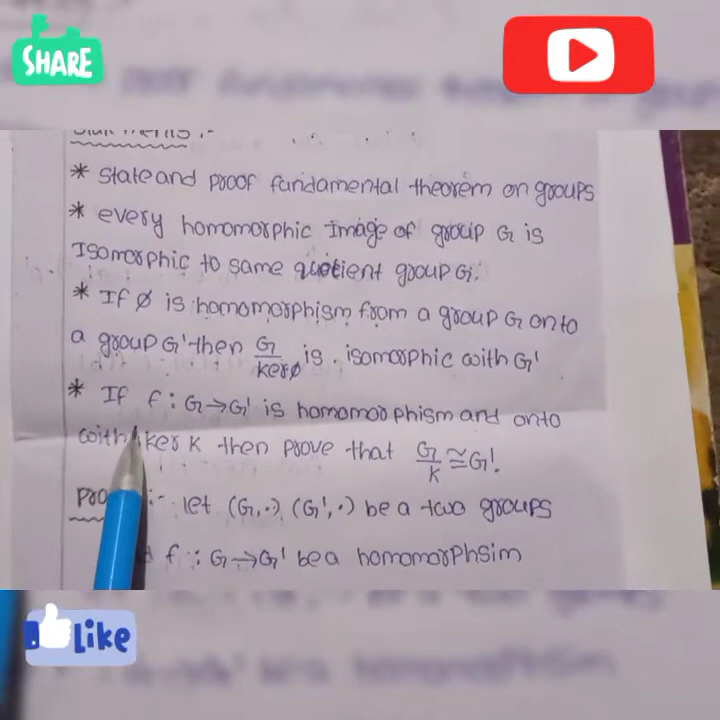 SHARE
* State and proof fundamental theorem on groups
* every homomorphic Image of group G is
Isomorphic to same quotient group G.
* If ø is homomorphism from a group G onto
a group G' then G/kerø is isomorphic with G'
* If f : G→G' is homomorphism and onto
with ker K then prove that G/K ≅ G'.
let (G,.) (G',.) be a two groups
f : G→G' be a homomorphsim
Like